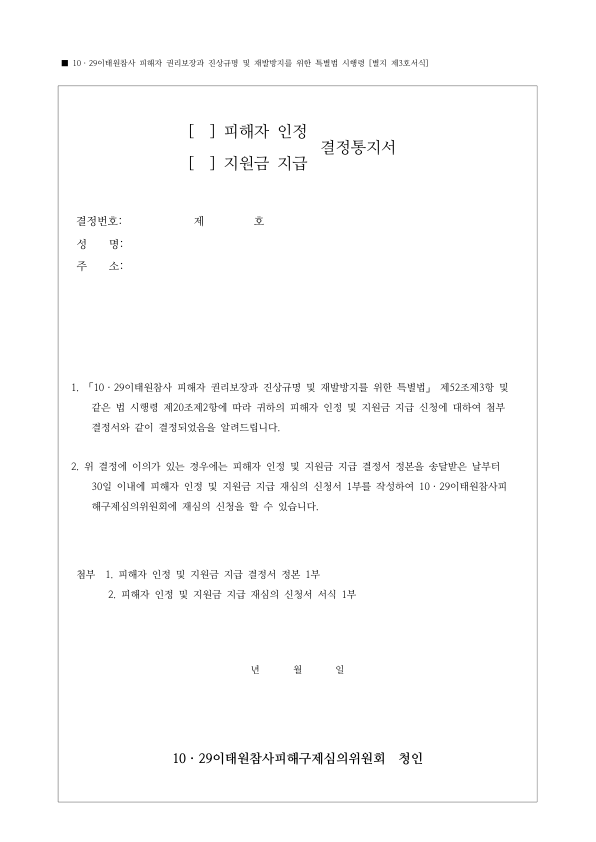 ■ 10ㆍ29이태원참사 피해자 권리보장과 진상규명 및 재발방지를 위한 특별법 시행령 [별지 제3호서식]
[ ] 피해자 인정
결정통지서
[ ] 지원금 지급
결정번호: 제 호
성 명:
주 소:
1. 「10ㆍ29이태원참사 피해자 권리보장과 진상규명 및 재발방지를 위한 특별법」 제52조제3항 및
같은 법 시행령 제20조제2항에 따라 귀하의 피해자 인정 및 지원금 지급 신청에 대하여 첨부
결정서와 같이 결정되었음을 알려드립니다.
2. 위 결정에 이의가 있는 경우에는 피해자 인정 및 지원금 지급 결정서 정본을 송달받은 날부터
30일 이내에 피해자 인정 및 지원금 지급 재심의 신청서 1부를 작성하여 10ㆍ29이태원참사피
해구제심의위원회에 재심의 신청을 할 수 있습니다.
첨부 1. 피해자 인정 및 지원금 지급 결정서 정본 1부
2. 피해자 인정 및 지원금 지급 재심의 신청서 서식 1부
년 월 일
10ㆍ29이태원참사피해구제심의위원회 청인